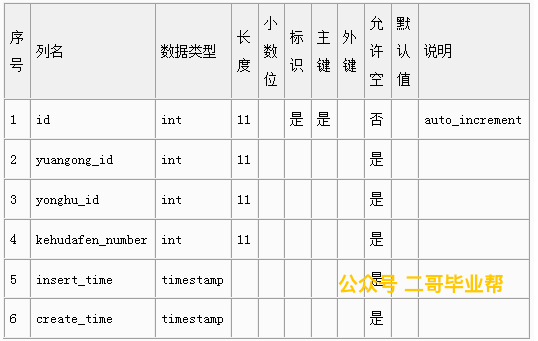 序号 列名 数据类型 长度 小数位 标识 主键 外键 允许空 默认值 说明
1 id int 11 是 是 否 auto_increment
2 yuangong_id int 11 是
3 yonghu_id int 11 是
4 kehudafen_number int 11 是
5 insert_time timestamp 是
公众号 二哥毕业帮
6 create_time timestamp 是